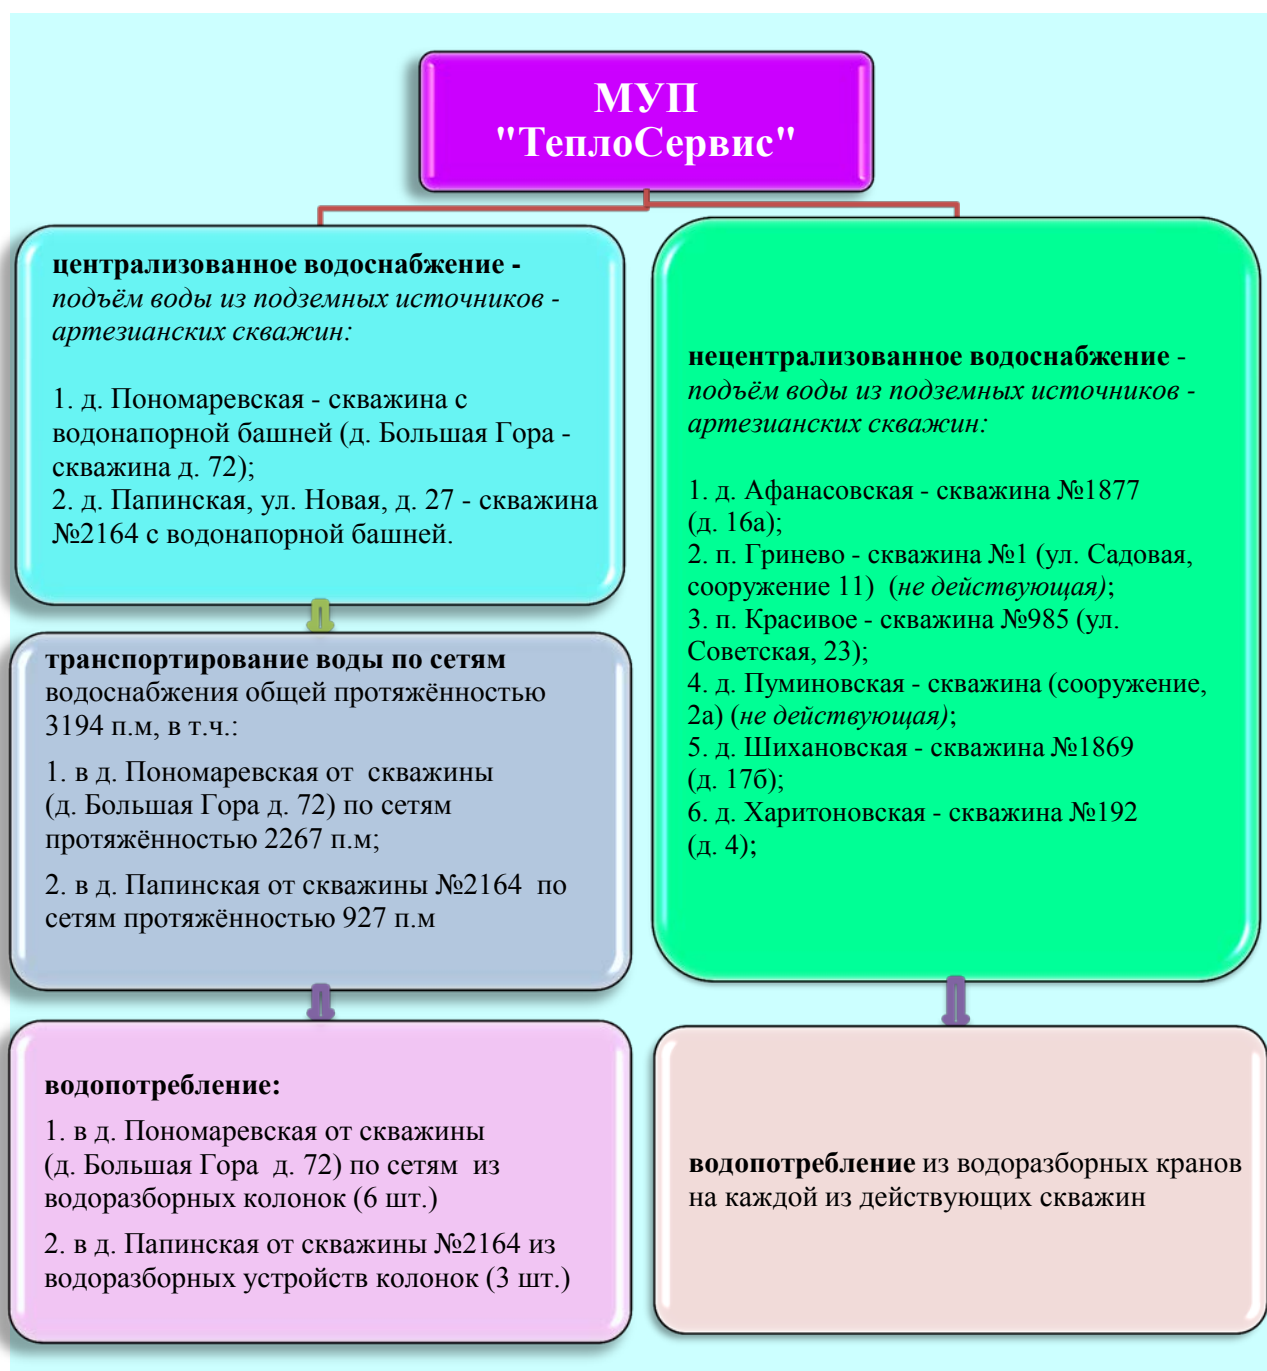 МУП
"ТеплоСервис"
централизованное водоснабжение -
подъём воды из подземных источников -
артезианских скважин:
1. д. Пономаревская - скважина с
водонапорной башней (д. Большая Гора -
скважина д. 72);
2. д. Папинская, ул. Новая, д. 27 - скважина
№2164 с водонапорной башней.
транспортирование воды по сетям
водоснабжения общей протяжённостью
3194 п.м, в т.ч.:
1. в д. Пономаревская от скважины
(д. Большая Гора д. 72) по сетям
протяжённостью 2267 п.м;
2. в д. Папинская от скважины №2164 по
сетям протяжённостью 927 п.м
водопотребление:
1. в д. Пономаревская от скважины
(д. Большая Гора д. 72) по сетям из
водоразборных колонок (6 шт.)
2. в д. Папинская от скважины №2164 из
водоразборных устройств колонок (3 шт.)
нецентрализованное водоснабжение -
подъём воды из подземных источников -
артезианских скважин:
1. д. Афанасовская - скважина №1877
(д. 16а);
2. п. Гринево - скважина №1 (ул. Садовая,
сооружение 11) (не действующая);
3. п. Красивое - скважина №985 (ул.
Советская, 23);
4. д. Пуминовская - скважина (сооружение,
2а) (не действующая);
5. д. Шихановская - скважина №1869
(д. 17б);
6. д. Харитоновская - скважина №192
(д. 4);
водопотребление из водоразборных кранов
на каждой из действующих скважин